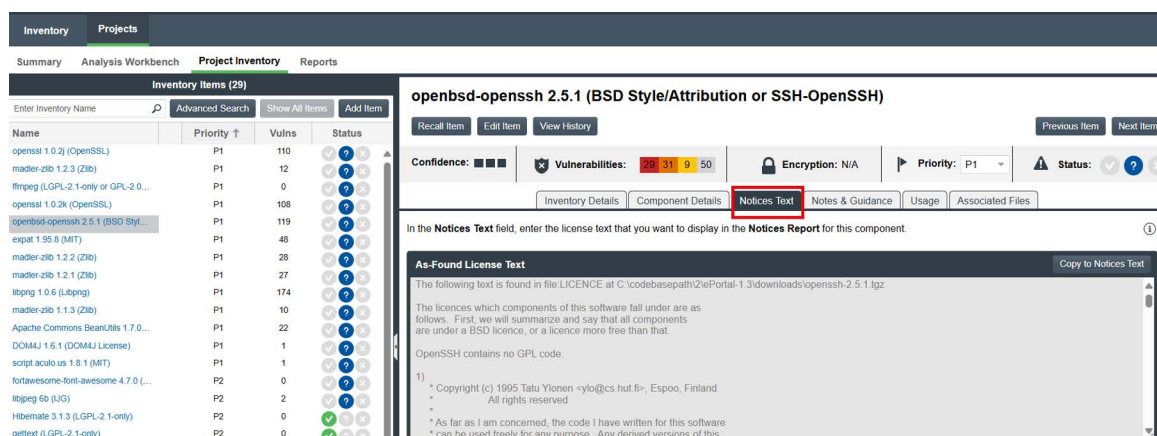 Inventory Projects
Summary Analysis Workbench Project Inventory Reports
Inventory Items (29)
Enter Inventory Name Advanced Search Show All Items Add Item
Name Priority Vulns Status
openssl 1.0.2j (OpenSSL) P1 110
madler-zlib 1.2.3 (Zlib) P1 12
ffmpeg (LGPL-2.1-only or GPL-2.0... P1 0
openssl 1.0.2k (OpenSSL) P1 108
openbsd-openssh 2.5.1 (BSD Styl... P1 119
expat 1.95.8 (MIT) P1 48
madler-zlib 1.2.2 (Zlib) P1 28
madler-zlib 1.2.1 (Zlib) P1 27
libpng 1.0.6 (Libpng) P1 174
madler-zlib 1.1.3 (Zlib) P1 10
Apache Commons BeanUtils 1.7.0... P1 22
DOM4J 1.6.1 (DOM4J License) P1 1
script.aculo.us 1.8.1 (MIT) P1 1
fortawesome-font-awesome 4.7.0 (... P2 0
libjpeg 6b (IJG) P2 2
Hibernate 3.1.3 (LGPL-2.1-only) P2 0
gettext (LGPL-2.1-only) P2 0
openbsd-openssh 2.5.1 (BSD Style/Attribution or SSH-OpenSSH)
Recall Item Edit Item View History Previous Item Next Item
Confidence: Vulnerabilities: 29 31 9 50 Encryption: N/A Priority: P1 Status:
Inventory Details Component Details Notices Text Notes & Guidance Usage Associated Files
In the Notices Text field, enter the license text that you want to display in the Notices Report for this component.
As-Found License Text Copy to Notices Text
The following text is found in file:LICENCE at C:\codebasepath\2\ePortal-1.3\downloads\openssh-2.5.1.tgz
The licences which components of this software fall under are as
follows. First, we will summarize and say that all components
are under a BSD licence, or a licence more free than that.
OpenSSH contains no GPL code.
1)
* Copyright (c) 1995 Tatu Ylonen <ylo@cs.hut.fi>, Espoo, Finland
* All rights reserved
*
* As far as I am concerned, the code I have written for this software
* can be used freely for any purpose. Any derived versions of this